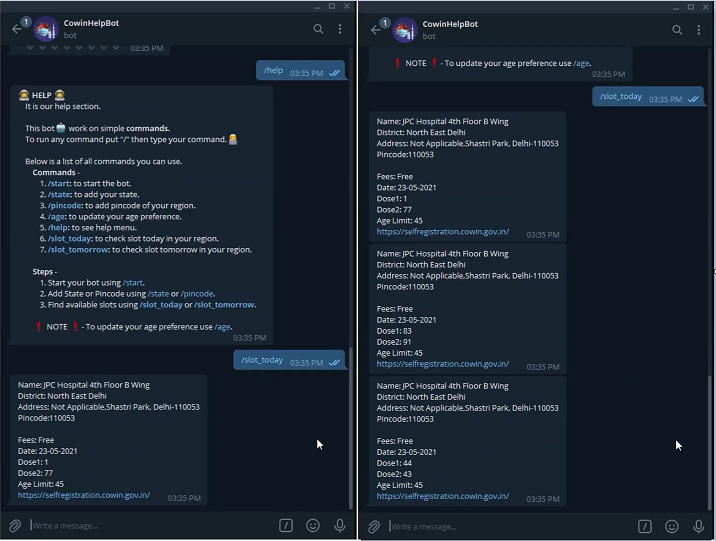 1
CowinHelpBot
bot
03:35 PM
/help 03:35 PM
HELP
It is our help section.
This bot work on simple commands.
To run any command put "/" then type your command.
Below is a list of all commands you can use.
Commands -
1. /start: to start the bot.
2. /state: to add your state.
3. /pincode: to add pincode of your region.
4. /age: to update your age preference.
5. /help: to see help menu.
6. /slot_today: to check slot today in your region.
7. /slot_tomorrow: to check slot tomorrow in your region.
Steps -
1. Start your bot using /start.
2. Add State or Pincode using /state or /pincode.
3. Find available slots using /slot_today or /slot_tomorrow.
❗ NOTE ❗ - To update your age preference use /age.
03:35 PM
/slot_today 03:35 PM
Name: JPC Hospital 4th Floor B Wing
District: North East Delhi
Address: Not Applicable,Shastri Park, Delhi-110053
Pincode:110053
Fees: Free
Date: 23-05-2021
Dose1: 1
Dose2: 77
Age Limit: 45
https://selfregistration.cowin.gov.in/ 03:35 PM
Write a message...
1
CowinHelpBot
bot
❗ NOTE ❗ - To update your age preference use /age.
03:35 PM
/slot_today 03:35 PM
Name: JPC Hospital 4th Floor B Wing
District: North East Delhi
Address: Not Applicable,Shastri Park, Delhi-110053
Pincode:110053
Fees: Free
Date: 23-05-2021
Dose1: 1
Dose2: 77
Age Limit: 45
https://selfregistration.cowin.gov.in/ 03:35 PM
Name: JPC Hospital 4th Floor B Wing
District: North East Delhi
Address: Not Applicable,Shastri Park, Delhi-110053
Pincode:110053
Fees: Free
Date: 23-05-2021
Dose1: 83
Dose2: 91
Age Limit: 45
https://selfregistration.cowin.gov.in/ 03:35 PM
Name: JPC Hospital 4th Floor B Wing
District: North East Delhi
Address: Not Applicable,Shastri Park, Delhi-110053
Pincode:110053
Fees: Free
Date: 23-05-2021
Dose1: 44
Dose2: 43
Age Limit: 45
https://selfregistration.cowin.gov.in/ 03:35 PM
Write a message...